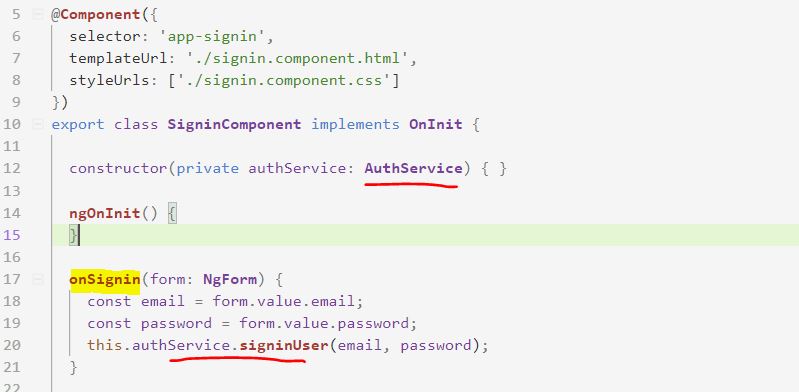 5 @Component({
6 selector: 'app-signin',
7 templateUrl: './signin.component.html',
8 styleUrls: ['./signin.component.css']
9 })
10 export class SigninComponent implements OnInit {
11
12 constructor(private authService: AuthService) { }
13
14 ngOnInit() {
15 }
16
17 onSignin(form: NgForm) {
18 const email = form.value.email;
19 const password = form.value.password;
20 this.authService.signinUser(email, password);
21 }
22